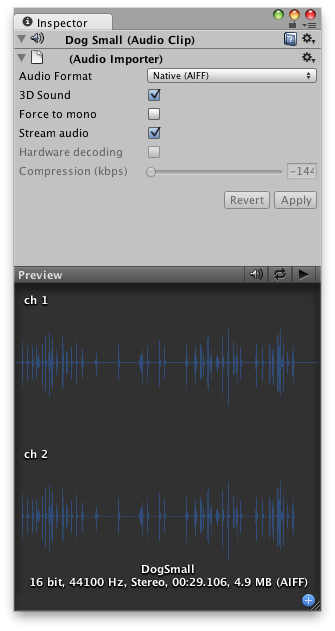 Inspector
Dog Small (Audio Clip)
(Audio Importer)
Audio Format Native (AIFF)
3D Sound
Force to mono
Stream audio
Hardware decoding
Compression (kbps) -144
Revert Apply
Preview
ch 1
ch 2
DogSmall
16 bit, 44100 Hz, Stereo, 00:29.106, 4.9 MB (AIFF)